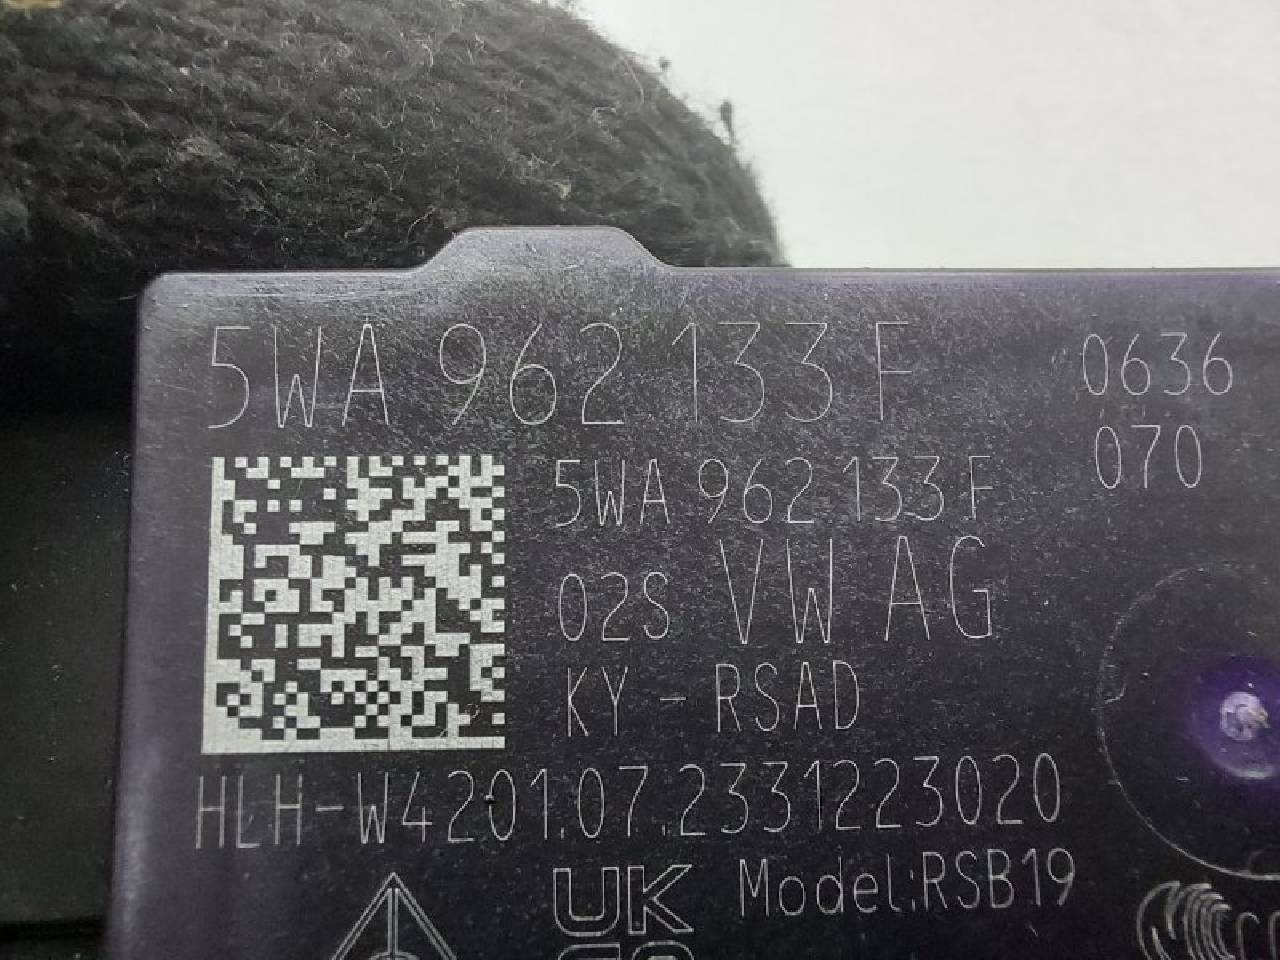 5WA 962 133 F 0636
070
5WA 962 133 F
02S VW AG
KY - RSAD
HLH-W4201.07.2331223020
UK
Model:RSB19